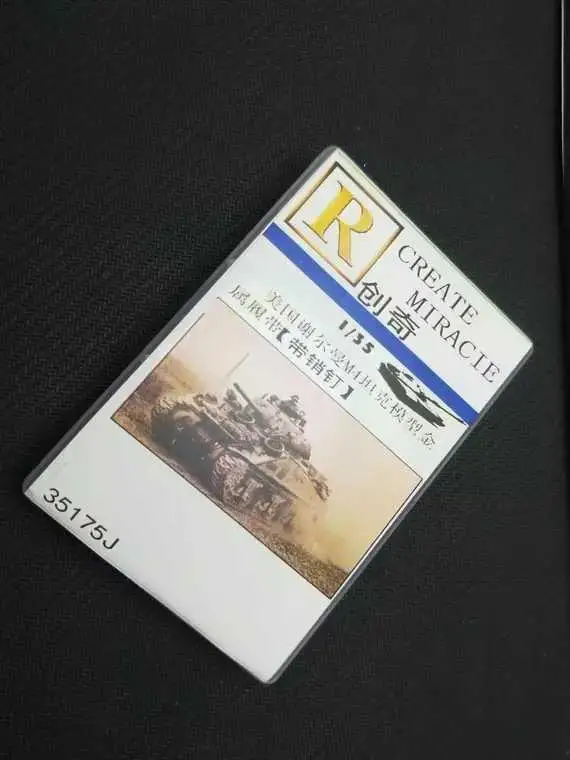 R
CREATE
MIRACIE
创奇
1/35
美国谢尔曼M4坦克模型金
属履带【带销钉】
35175J